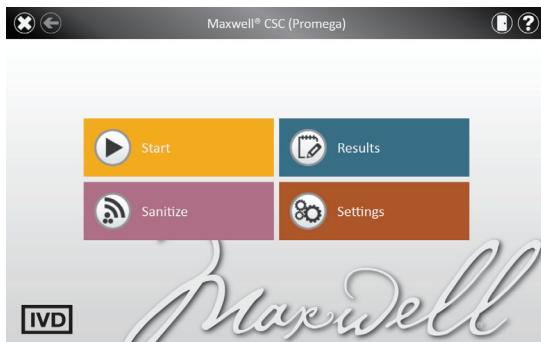 Maxwell® CSC (Promega)
?
Start
Results
Sanitize
Settings
Maxwell
IVD